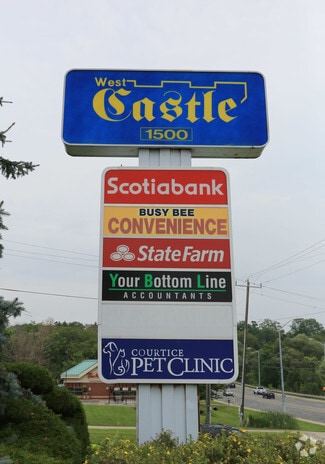 West
Castle
1500
Scotiabank
BUSY BEE
CONVENIENCE
State Farm
Your Bottom Line
ACCOUNTANTS
COURTICE
PET CLINIC